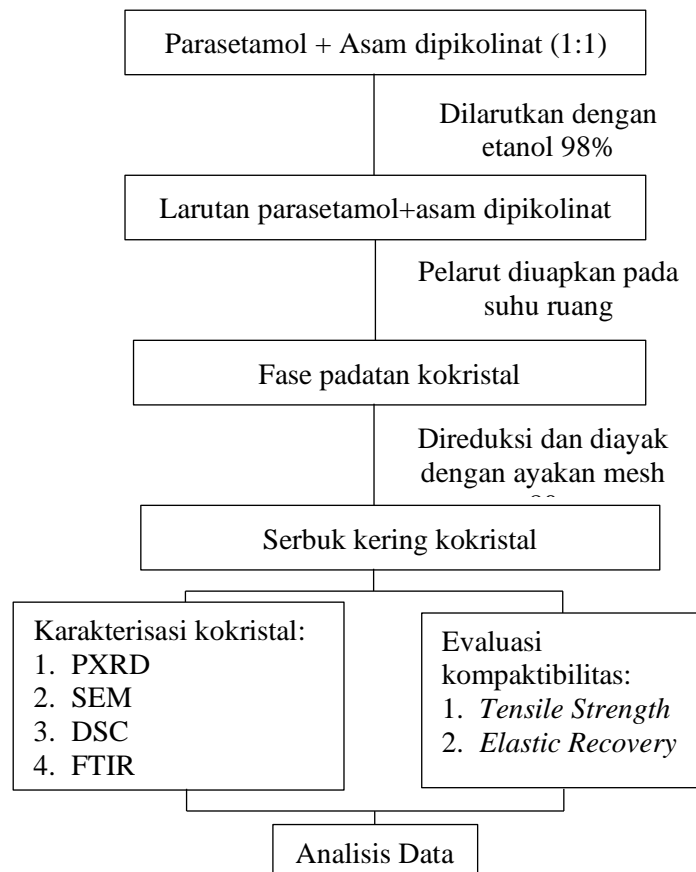 Parasetamol + Asam dipikolinat (1:1)
Dilarutkan dengan
etanol 98%
Larutan parasetamol+asam dipikolinat
Pelarut diuapkan pada
suhu ruang
Fase padatan kokristal
Direduksi dan diayak
dengan ayakan mesh
Serbuk kering kokristal
Karakterisasi kokristal:
1. PXRD
2. SEM
3. DSC
4. FTIR
Evaluasi
kompaktibilitas:
1. Tensile Strength
2. Elastic Recovery
Analisis Data